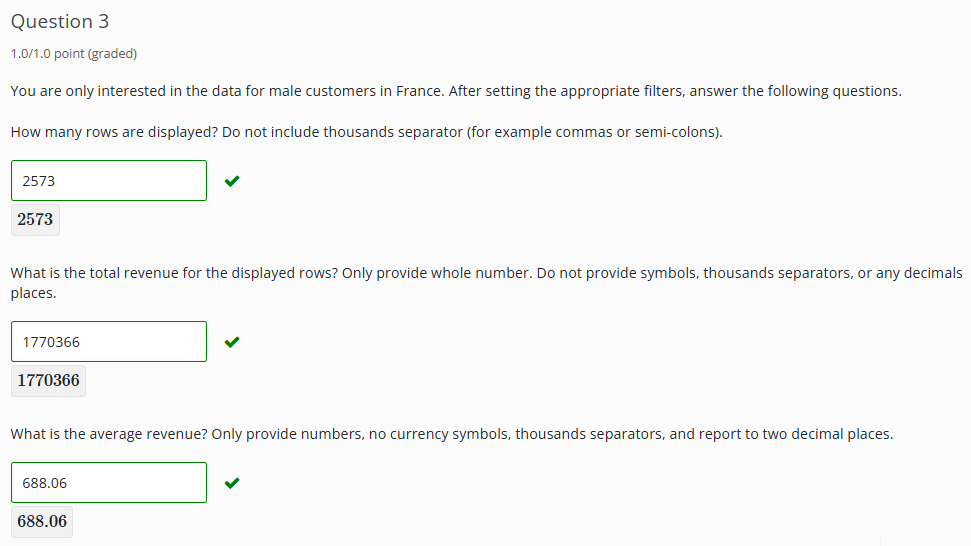 Question 3
1.0/1.0 point (graded)
You are only interested in the data for male customers in France. After setting the appropriate filters, answer the following questions.
How many rows are displayed? Do not include thousands separator (for example commas or semi-colons).
2573
2573
What is the total revenue for the displayed rows? Only provide whole number. Do not provide symbols, thousands separators, or any decimals
places.
1770366
1770366
What is the average revenue? Only provide numbers, no currency symbols, thousands separators, and report to two decimal places.
688.06
688.06